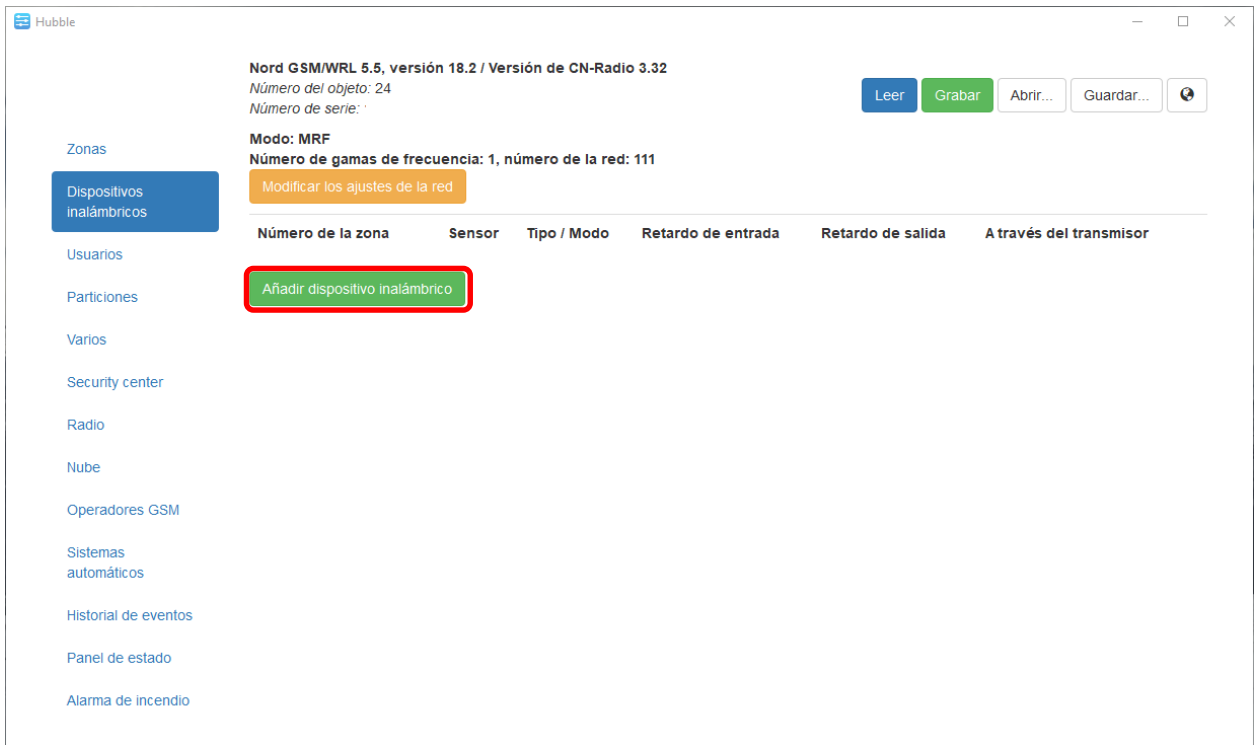 Hubble
Nord GSM/WRL 5.5, versión 18.2 / Versión de CN-Radio 3.32
Número del objeto: 24
Número de serie:
Leer
Grabar
Abrir...
Guardar...
Modo: MRF
Número de gamas de frecuencia: 1, número de la red: 111
Modificar los ajustes de la red
Zonas
Dispositivos
inalámbricos
Usuarios
Particiones
Varios
Security center
Radio
Nube
Operadores GSM
Sistemas
automáticos
Historial de eventos
Panel de estado
Alarma de incendio
Número de la zona Sensor Tipo / Modo Retardo de entrada Retardo de salida A través del transmisor
Añadir dispositivo inalámbrico